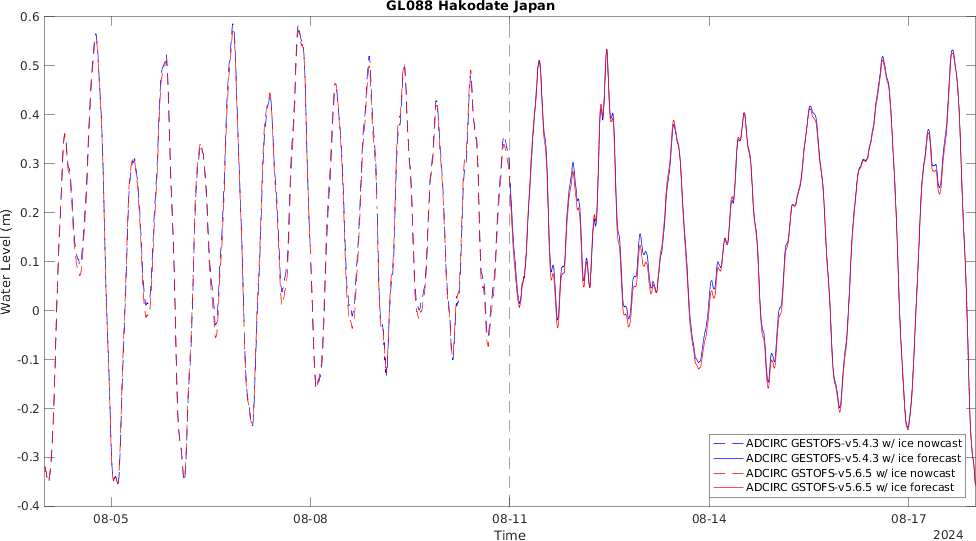 GL088 Hakodate Japan
0.6
0.5
0.4
0.3
0.2
0.1
0
-0.1
-0.2
-0.3
-0.4
Water Level (m)
ADCIRC GESTOFS-v5.4.3 w/ ice nowcast
ADCIRC GESTOFS-v5.4.3 w/ ice forecast
ADCIRC GSTOFS-v5.6.5 w/ ice nowcast
ADCIRC GSTOFS-v5.6.5 w/ ice forecast
08-05 08-08 08-11 08-14 08-17
Time
2024